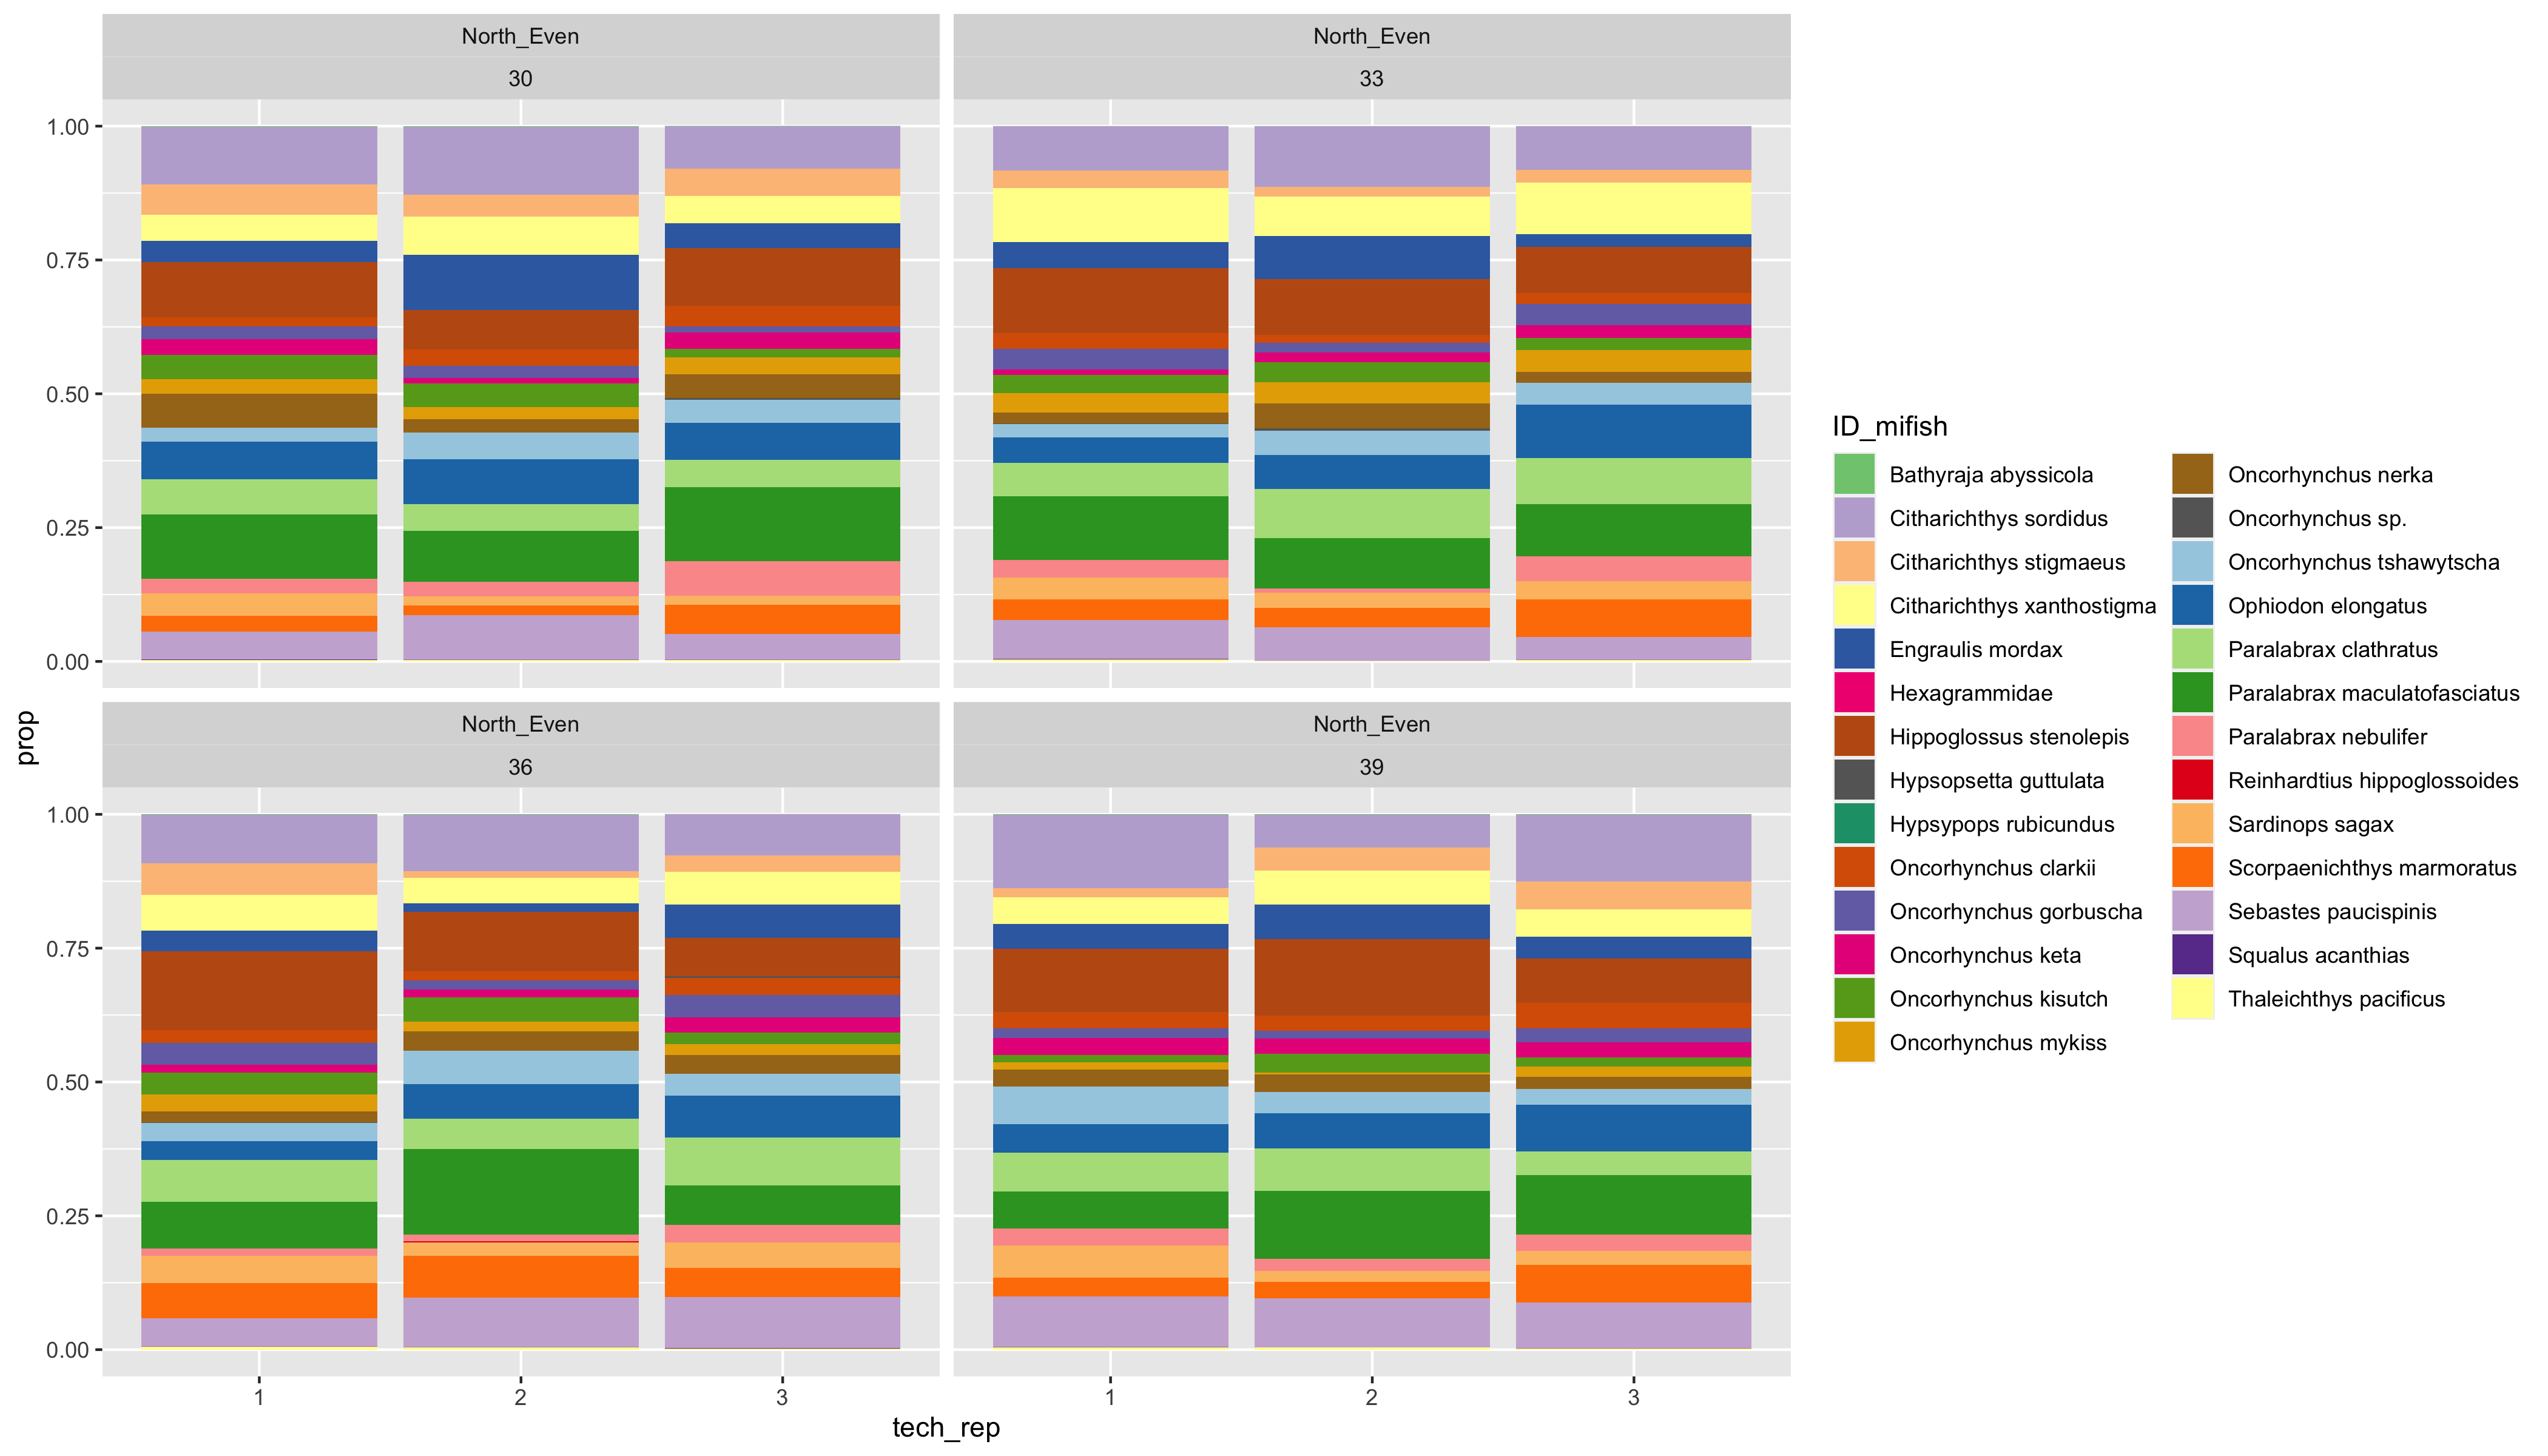 North_Even
30
North_Even
33
1.00
0.75
0.50
0.25
0.00
North_Even
36
North_Even
39
1.00
0.75
0.50
0.25
0.00
prop
1
2
3
1
2
3
tech_rep
ID_mifish
Bathyraja abyssicola
Citharichthys sordidus
Citharichthys stigmaeus
Citharichthys xanthostigma
Engraulis mordax
Hexagrammidae
Hippoglossus stenolepis
Hypsopsetta guttulata
Hypsypops rubicundus
Oncorhynchus clarkii
Oncorhynchus gorbuscha
Oncorhynchus keta
Oncorhynchus kisutch
Oncorhynchus mykiss
Oncorhynchus nerka
Oncorhynchus sp.
Oncorhynchus tshawytscha
Ophiodon elongatus
Paralabrax clathratus
Paralabrax maculatofasciatus
Paralabrax nebulifer
Reinhardtius hippoglossoides
Sardinops sagax
Scorpaenichthys marmoratus
Sebastes paucispinis
Squalus acanthias
Thaleichthys pacificus